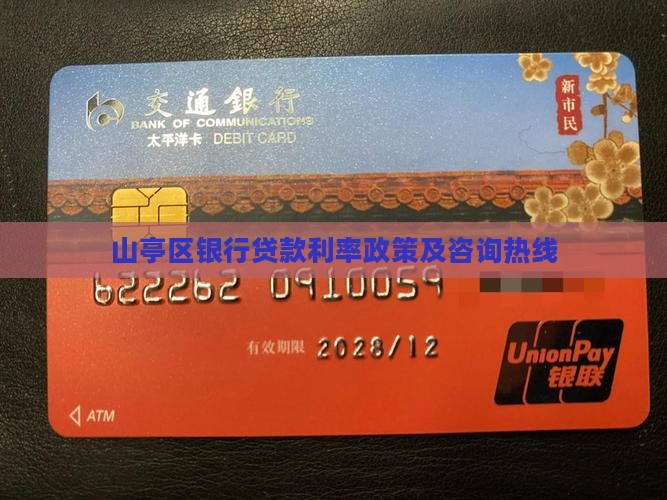 交通銀行
BANK OF COMMUNICATIONS
太平洋卡 DEBIT CARD
新市民
山亭区银行贷款利率政策及咨询热线
622262 0910059
有效期限 2028/12
UnionPay
银联
ATM